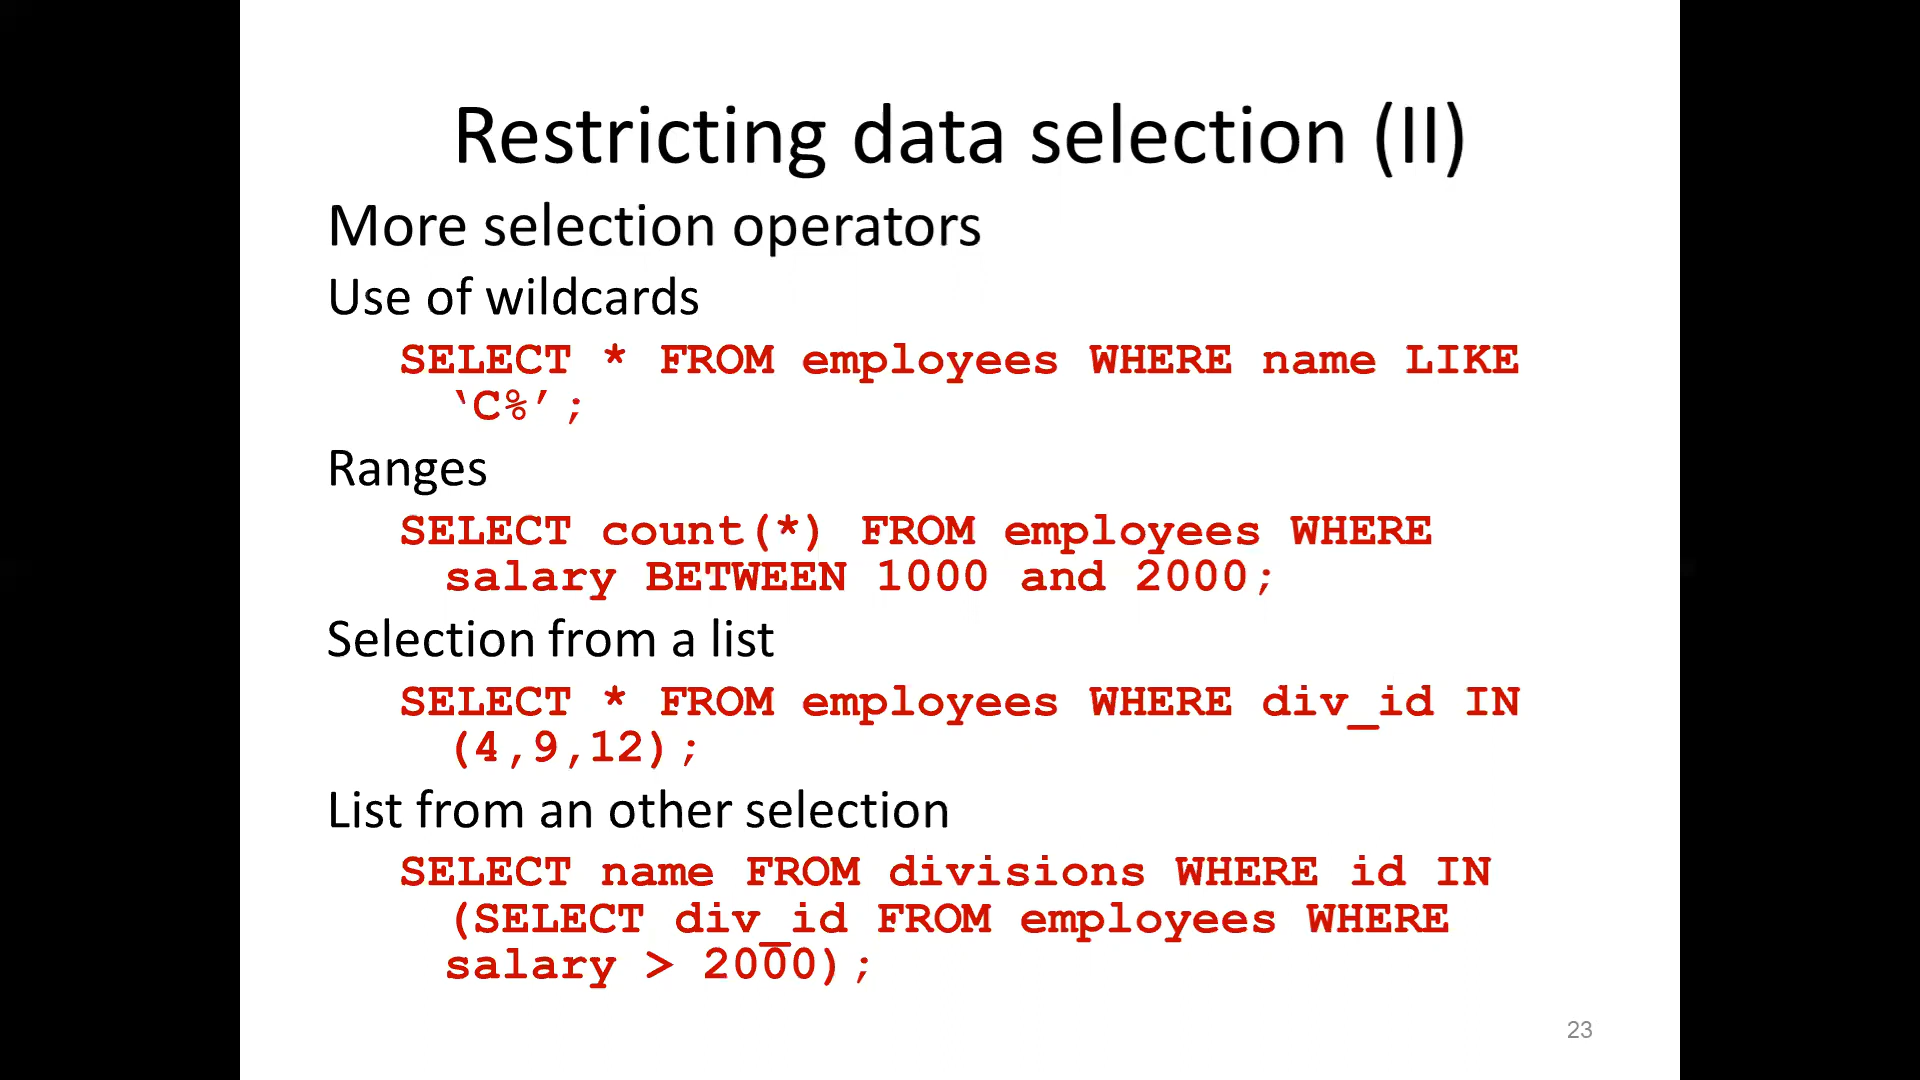 Restricting data selection (II)
More selection operators
Use of wildcards
SELECT * FROM employees WHERE name LIKE
‘C%’;
Ranges
SELECT count(*) FROM employees WHERE
salary BETWEEN 1000 and 2000;
Selection from a list
SELECT * FROM employees WHERE div_id IN
(4,9,12);
List from an other selection
SELECT name FROM divisions WHERE id IN
(SELECT div_id FROM employees WHERE
salary > 2000);
23